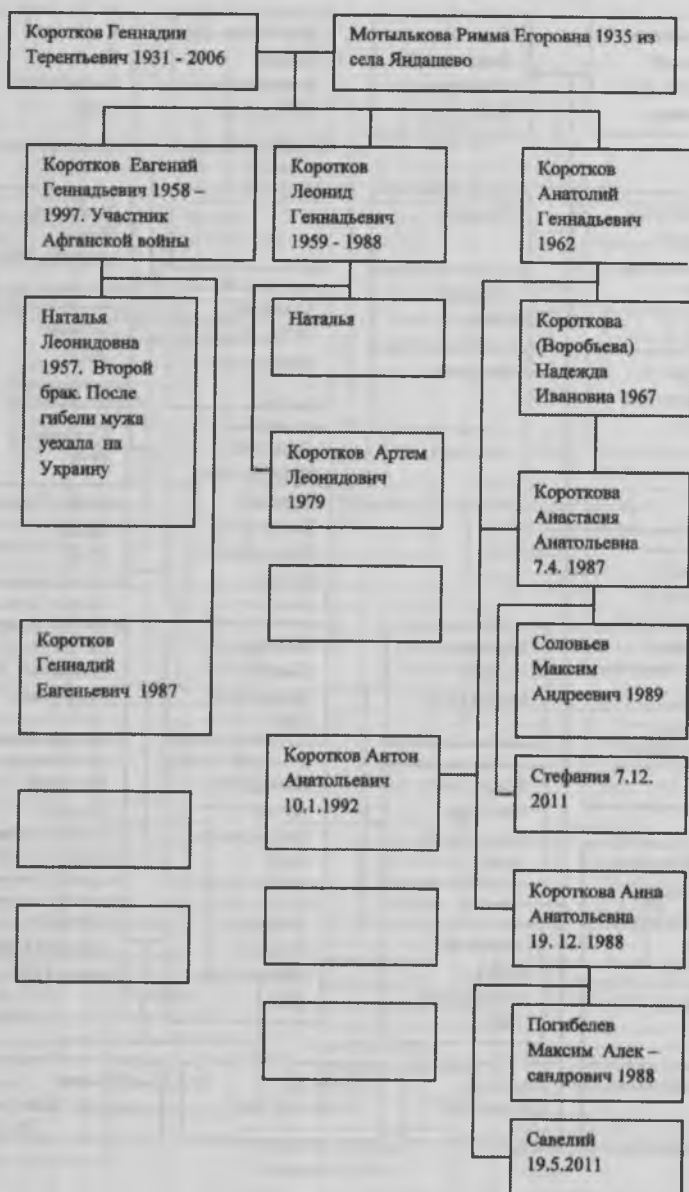 Коротков Геннадии
Терентьевич 1931 - 2006
Мотылькова Римма Егоровна 1935 из
села Яндашево
Коротков Евгений
Геннадьевич 1958 –
1997. Участник
Афганской войны
Коротков
Леонид
Геннадьевич
1959 - 1988
Коротков
Анатолий
Геннадьевич
1962
Наталья
Леонидовна
1957. Второй
брак. После
гибели мужа
уехала на
Украину
Наталья
Короткова
(Воробьева)
Надежда
Ивановна 1967
Коротков Артем
Леонидович
1979
Короткова
Анастасия
Анатольевна
7.4. 1987
Коротков
Геннадий
Евгеньевич 1987
Соловьев
Максим
Андреевич 1989
Коротков Антон
Анатольевич
10.1.1992
Стефания 7.12.
2011
Короткова Анна
Анатольевна
19. 12. 1988
Погибелев
Максим Алек –
сандрович 1988
Савелий
19.5.2011